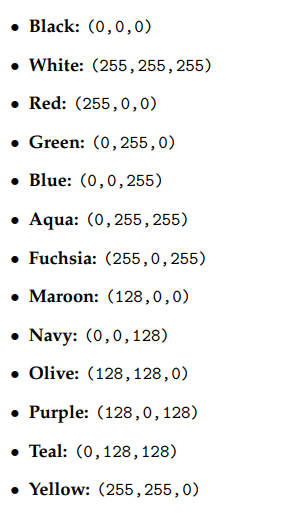 • Black: (0,0,0)
• White: (255,255,255)
• Red: (255,0,0)
• Green: (0,255,0)
• Blue: (0,0,255)
• Aqua: (0,255,255)
• Fuchsia: (255,0,255)
• Maroon: (128,0,0)
• Navy: (0,0,128)
• Olive: (128,128,0)
• Purple: (128,0,128)
• Teal: (0,128,128)
• Yellow: (255,255,0)